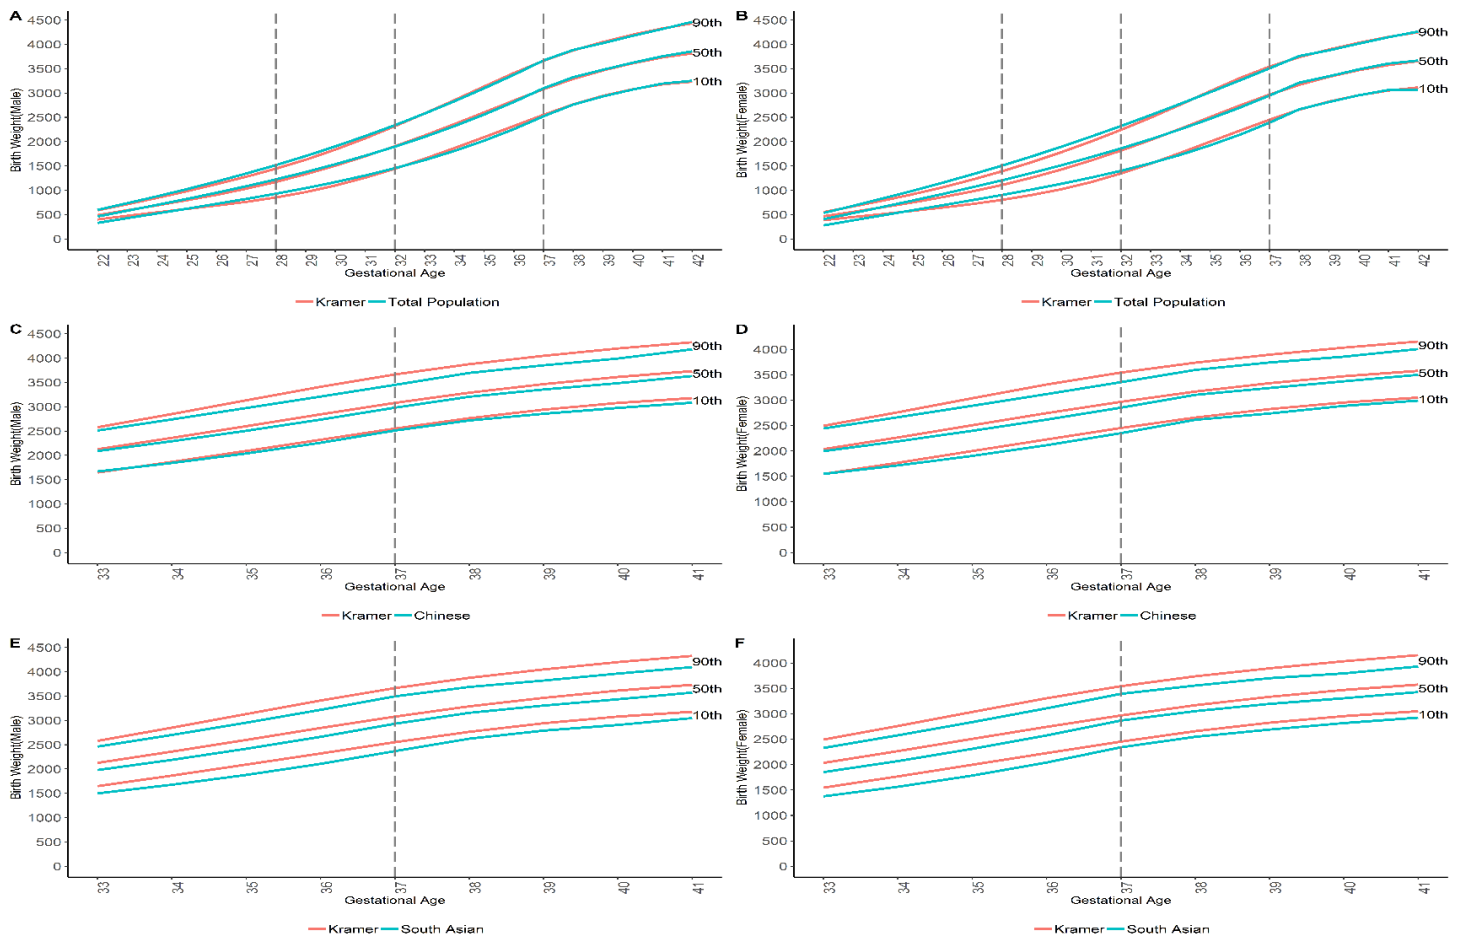 A
Birth Weight(Male)
4500
4000
3500
3000
2500
2000
1500
1000
500
0
90th
50th
10th
22 23 24 25 26 27 28 29 30 31 32 33 34 35 36 37 38 39 40 41 42
Gestational Age
Kramer Total Population
B
Birth Weight(Female)
4500
4000
3500
3000
2500
2000
1500
1000
500
0
90th
50th
10th
22 23 24 25 26 27 28 29 30 31 32 33 34 35 36 37 38 39 40 41 42
Gestational Age
Kramer Total Population
C
Birth Weight(Male)
4500
4000
3500
3000
2500
2000
1500
1000
500
0
90th
50th
10th
33 34 35 36 37 38 39 40 41
Gestational Age
Kramer Chinese
D
Birth Weight(Female)
4000
3500
3000
2500
2000
1500
1000
500
0
90th
50th
10th
33 34 35 36 37 38 39 40 41
Gestational Age
Kramer Chinese
E
Birth Weight(Male)
4500
4000
3500
3000
2500
2000
1500
1000
500
0
90th
50th
10th
33 34 35 36 37 38 39 40 41
Gestational Age
Kramer South Asian
F
Birth Weight(Female)
4000
3500
3000
2500
2000
1500
1000
500
0
90th
50th
10th
33 34 35 36 37 38 39 40 41
Gestational Age
Kramer South Asian